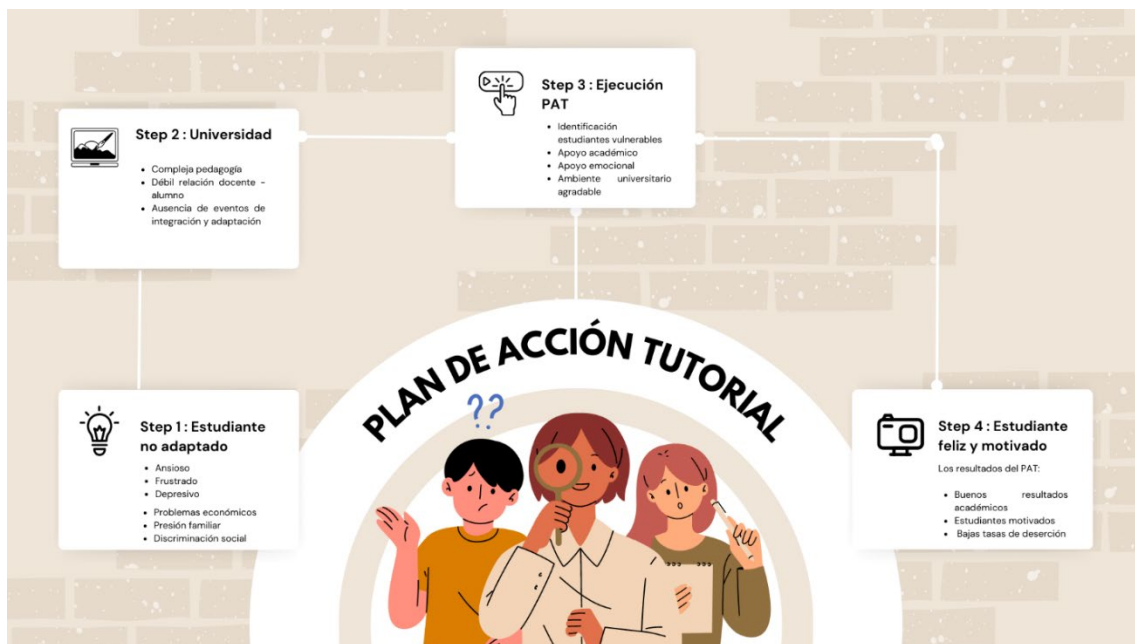 Step 1 : Estudiante
no adaptado
Ansioso
Frustrado
Depresivo
Problemas económicos
Presión familiar
Discriminación social
Step 2 : Universidad
Compleja pedagogía
Débil relación docente -
alumno
Ausencia de eventos de
integración y adaptación
Step 3 : Ejecución
PAT
Identificación
estudiantes vulnerables
Apoyo académico
Apoyo emocional
Ambiente universitario
agradable
Step 4 : Estudiante
feliz y motivado
Los resultados del PAT:
Buenos resultados
académicos
Estudiantes motivados
Bajas tasas de deserción
PLAN DE ACCIÓN TUTORIAL
??